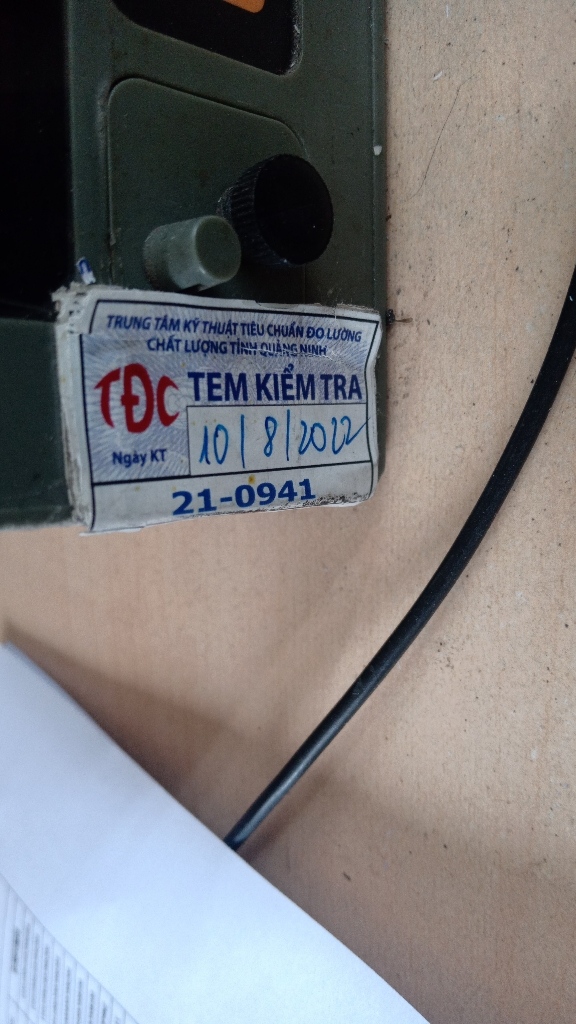 TRUNG TÂM KỸ THUẬT TIÊU CHUẨN ĐO LƯỜNG
CHẤT LƯỢNG TỈNH QUẢNG NINH
TĐC TEM KIỂM TRA
Ngày KT 10/8/2022
21-0941